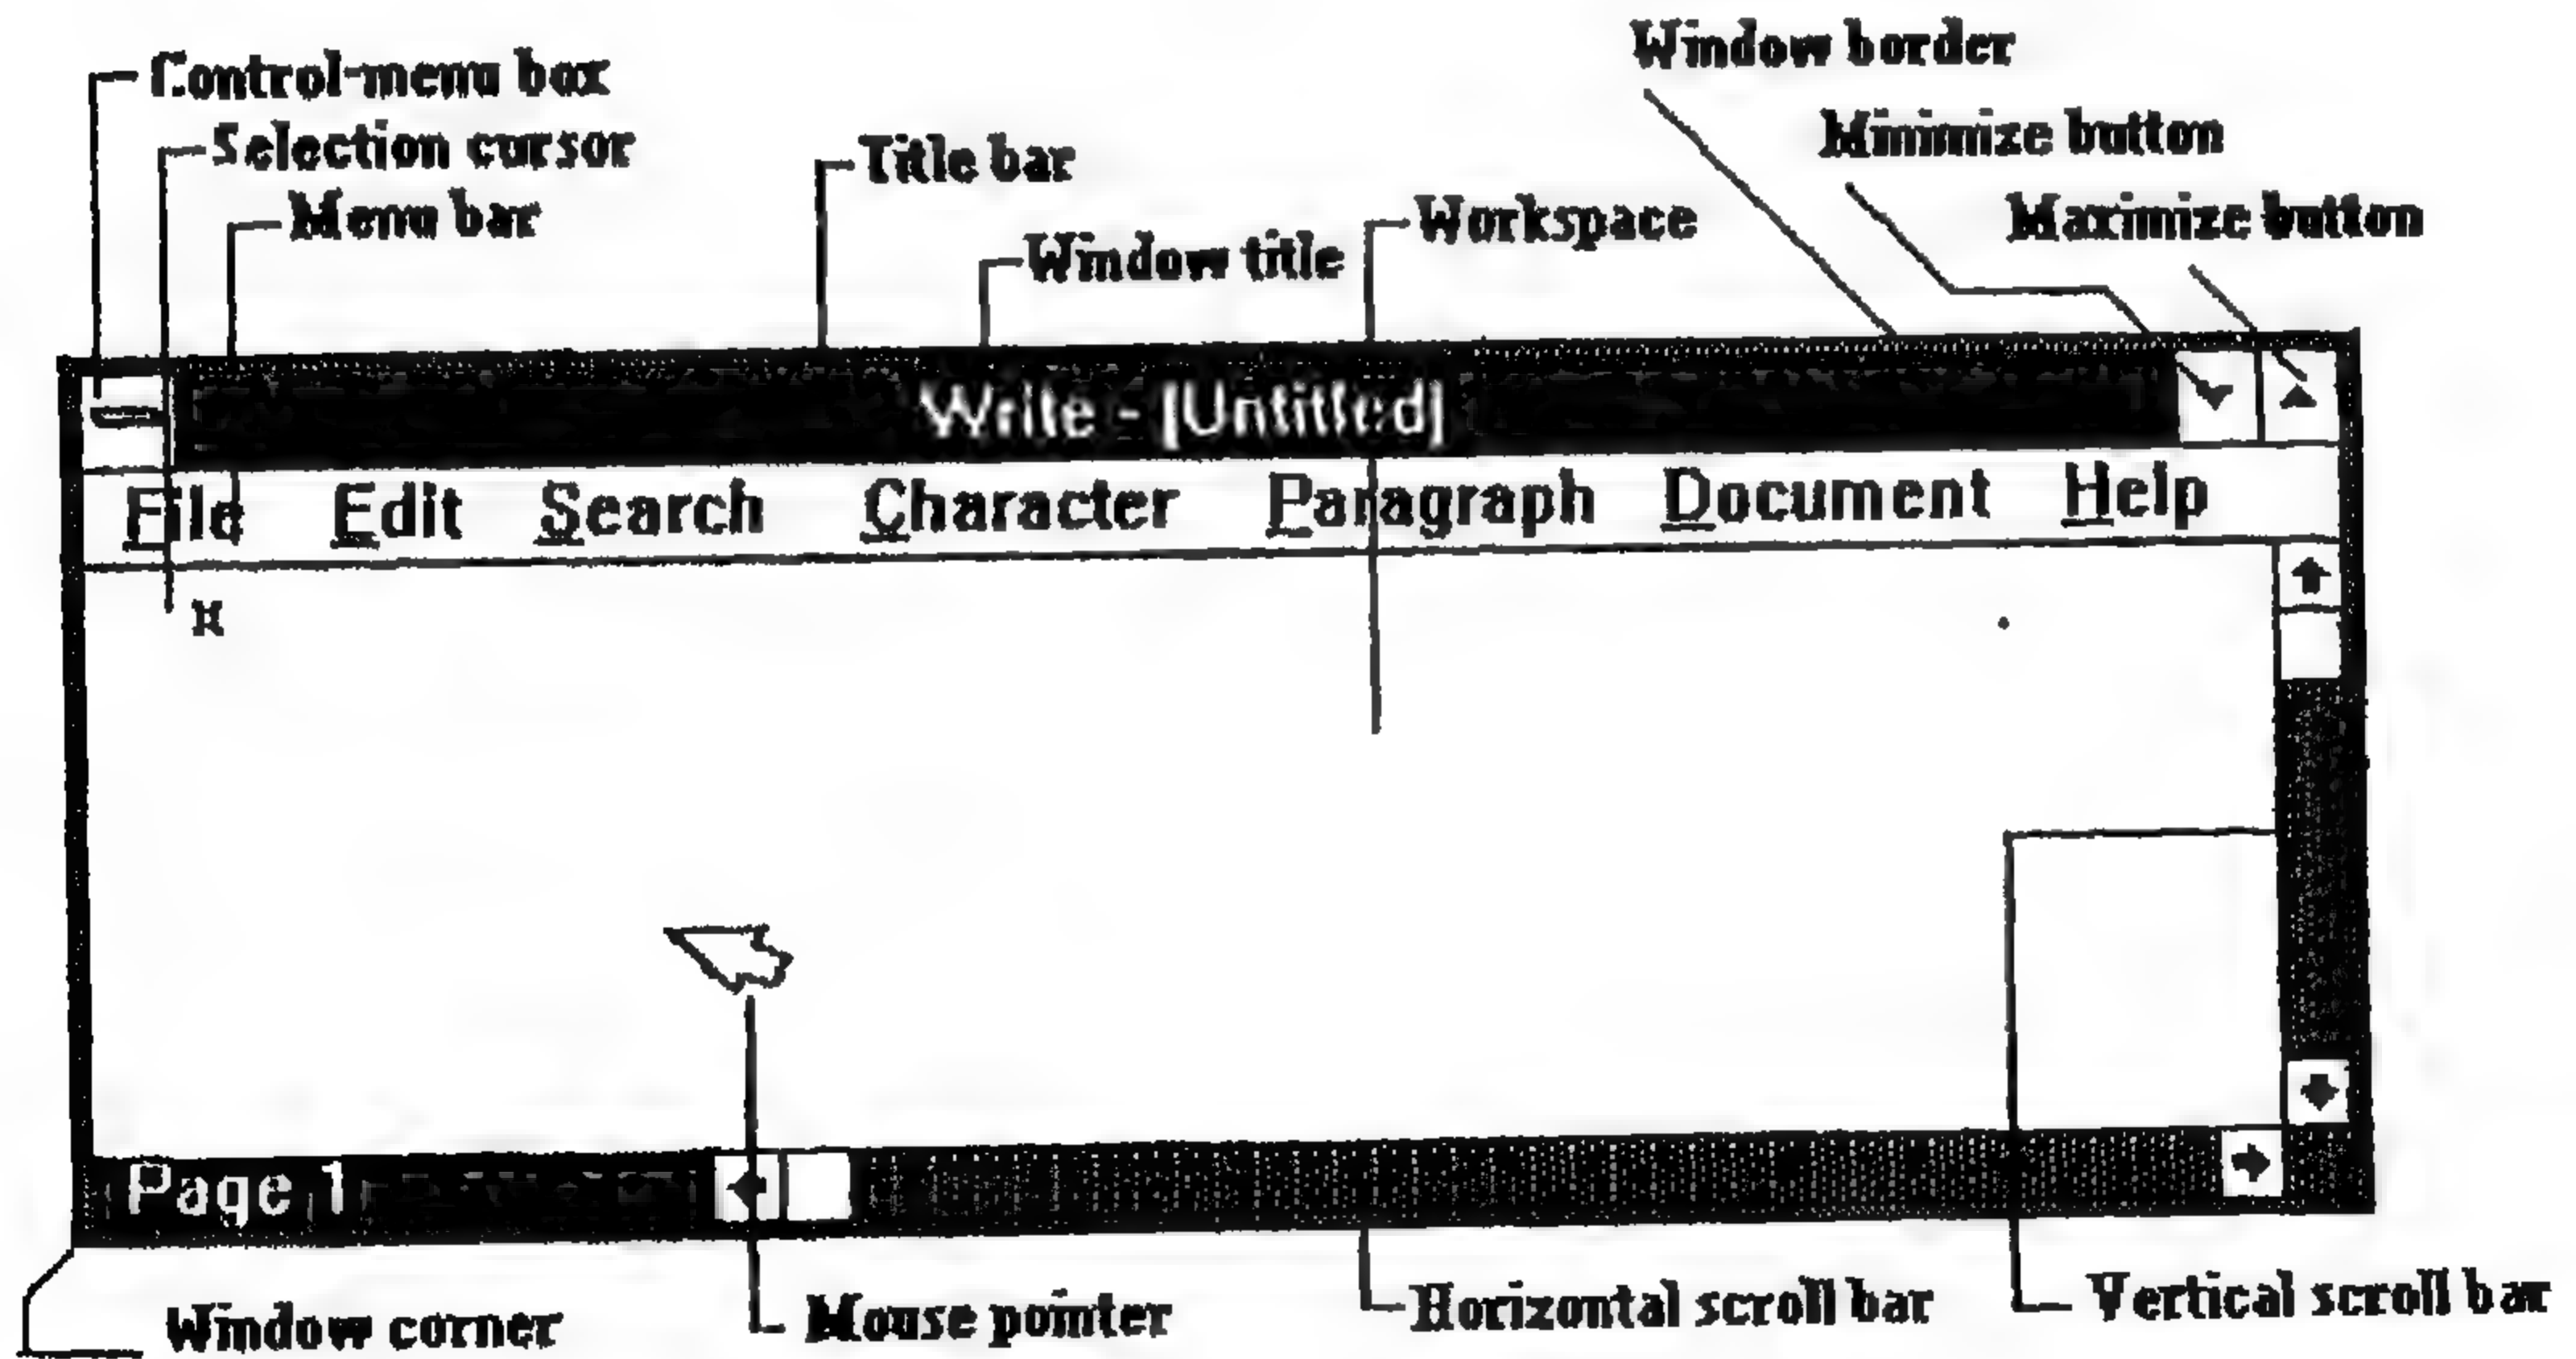 Control-menu box
Selection cursor
Menu bar
Title bar
Window title
Workspace
Window border
Minimize button
Maximize button
Write - [Untitled]
File Edit Search Character Paragraph Document Help
Page 1
Window corner
Mouse pointer
Horizontal scroll bar
Vertical scroll bar